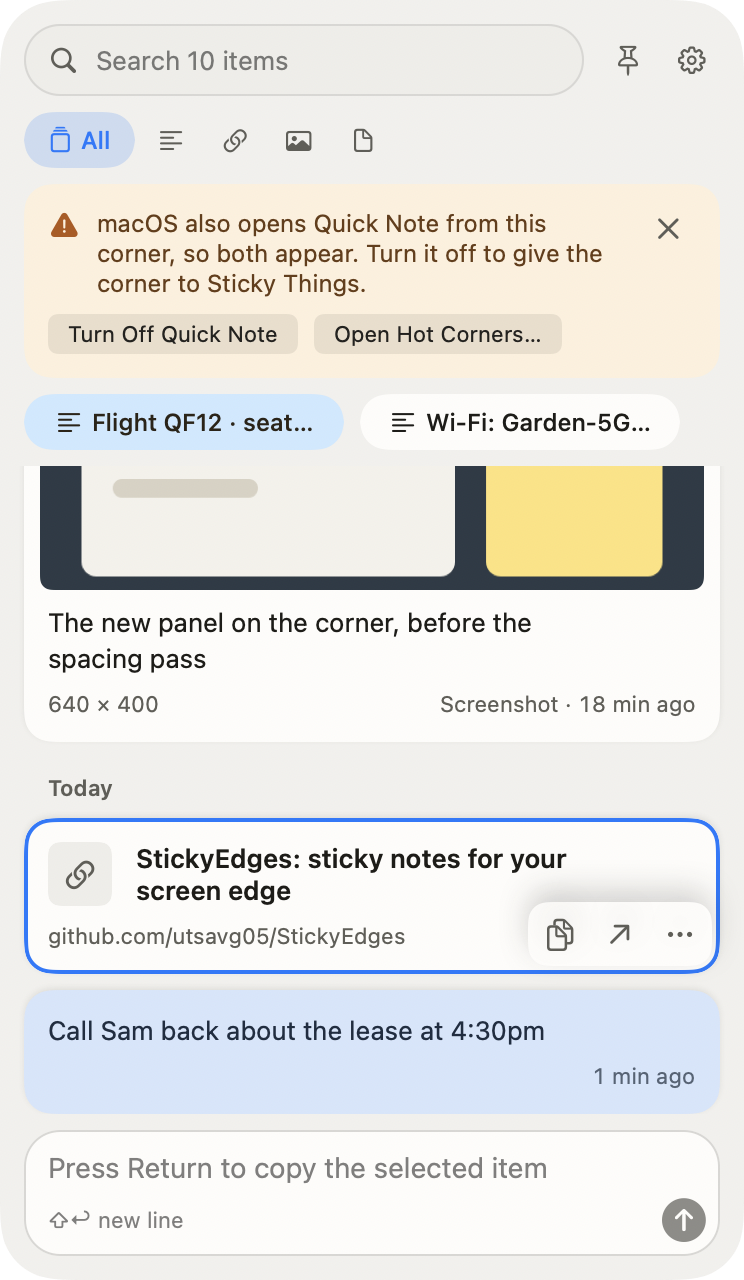 Search 10 items
All
macOS also opens Quick Note from this
corner, so both appear. Turn it off to give the
corner to Sticky Things.
Turn Off Quick Note
Open Hot Corners...
Flight QF12 · seat...
Wi-Fi: Garden-5G...
The new panel on the corner, before the
spacing pass
640 × 400
Screenshot · 18 min ago
Today
StickyEdges: sticky notes for your
screen edge
github.com/utsavg05/StickyEdges
Call Sam back about the lease at 4:30pm
1 min ago
Press Return to copy the selected item
new line